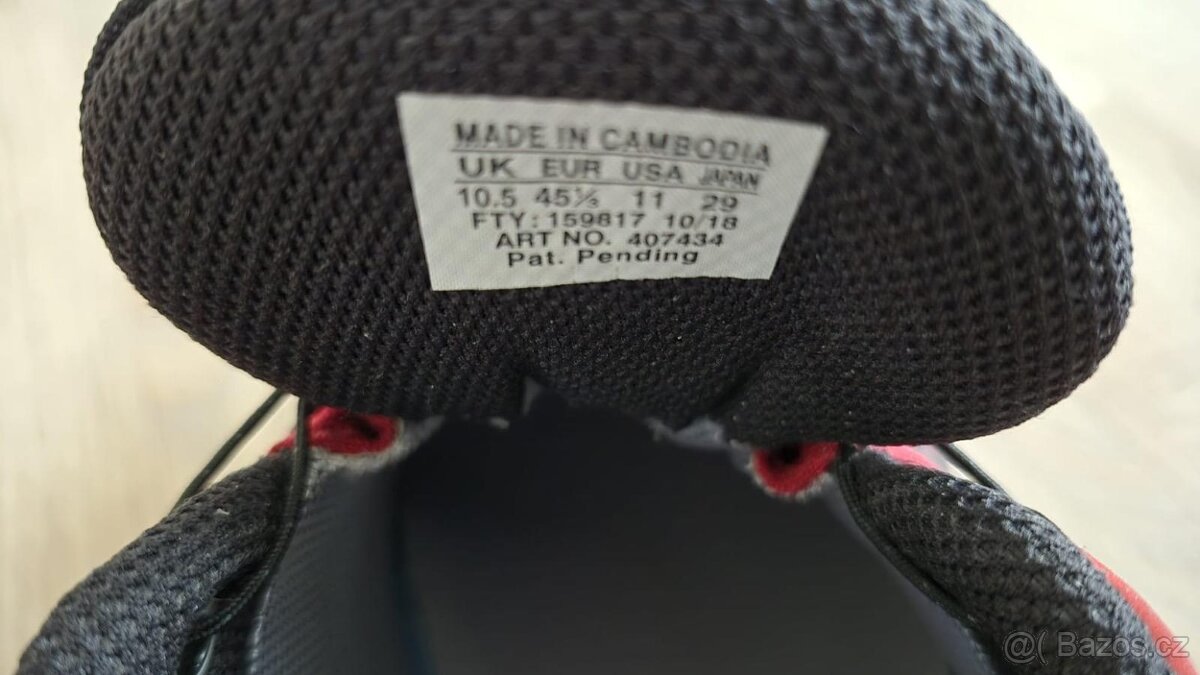 MADE IN CAMBODIA
UK EUR USA JAPAN
10.5 45⅓ 11 29
FTY: 159817 10/18
ART NO. 407434
Pat. Pending
@( Bazoš.cz